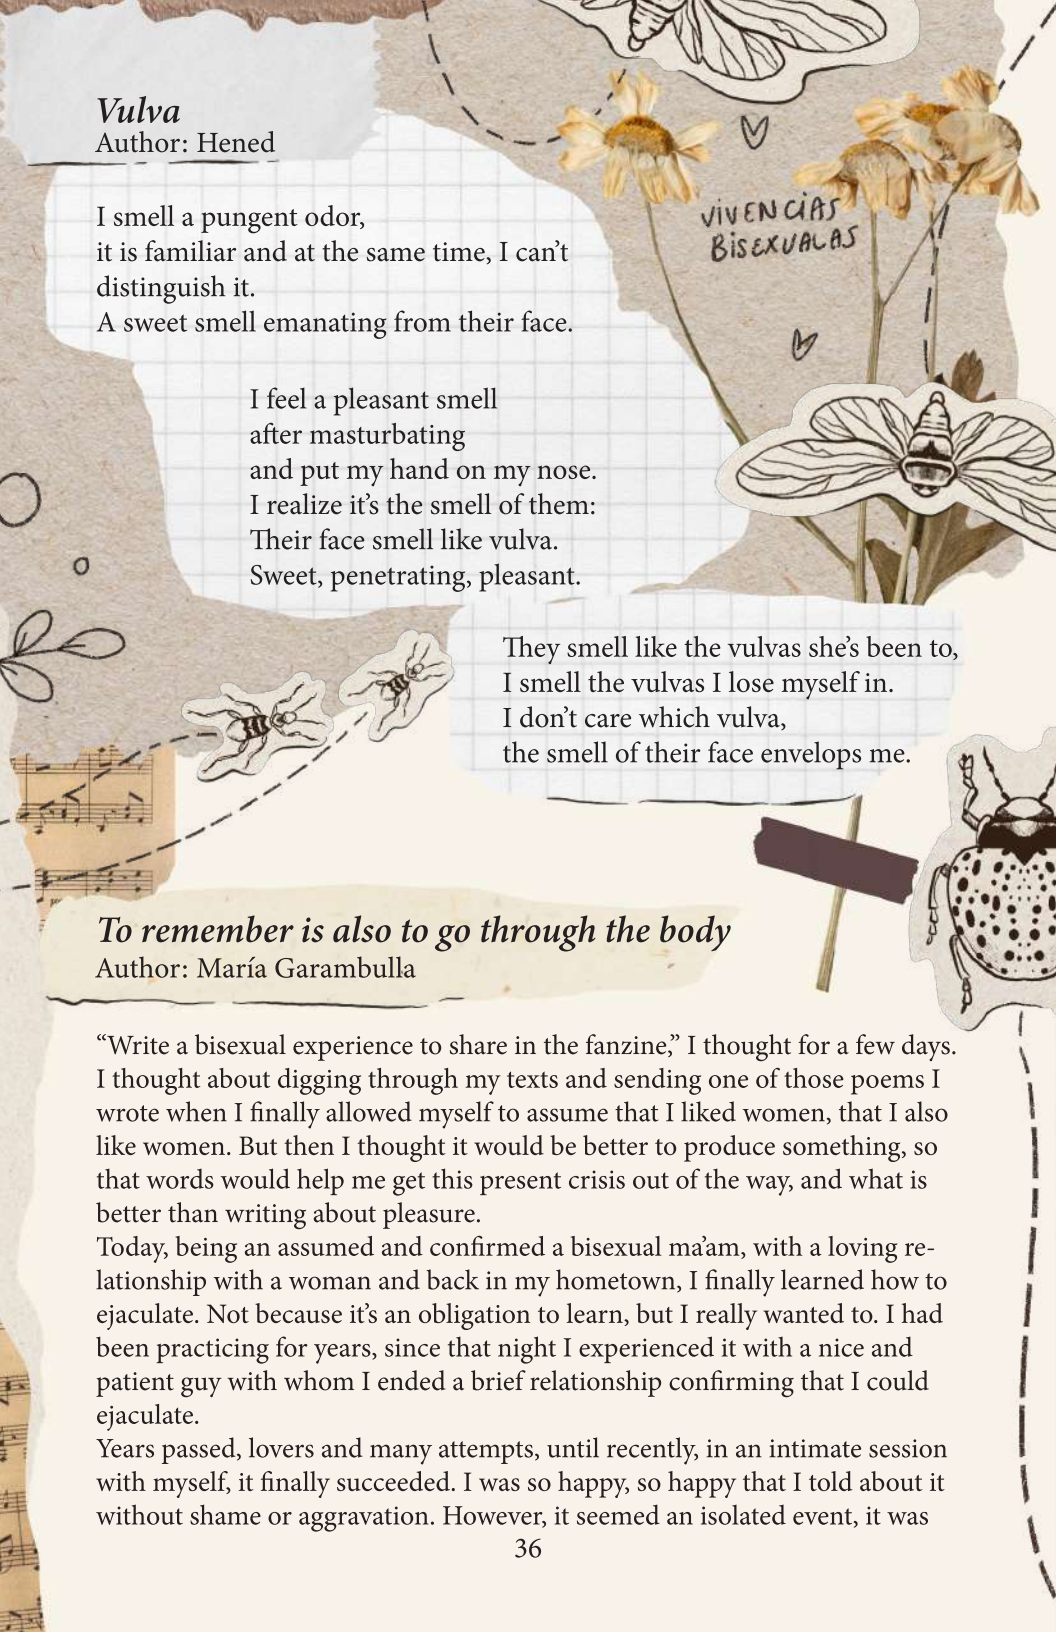 Vulva
Author: Hened
I smell a pungent odor,
it is familiar and at the same time, I can’t
distinguish it.
A sweet smell emanating from their face.
VIVENCIAS
BISEXUALAS
I feel a pleasant smell
after masturbating
and put my hand on my nose.
I realize it’s the smell of them:
Their face smell like vulva.
Sweet, penetrating, pleasant.
They smell like the vulvas she’s been to,
I smell the vulvas I lose myself in.
I don’t care which vulva,
the smell of their face envelops me.
To remember is also to go through the body
Author: María Garambulla
“Write a bisexual experience to share in the fanzine,” I thought for a few days.
I thought about digging through my texts and sending one of those poems I
wrote when I finally allowed myself to assume that I liked women, that I also
like women. But then I thought it would be better to produce something, so
that words would help me get this present crisis out of the way, and what is
better than writing about pleasure.
Today, being an assumed and confirmed a bisexual ma’am, with a loving re-
lationship with a woman and back in my hometown, I finally learned how to
ejaculate. Not because it’s an obligation to learn, but I really wanted to. I had
been practicing for years, since that night I experienced it with a nice and
patient guy with whom I ended a brief relationship confirming that I could
ejaculate.
Years passed, lovers and many attempts, until recently, in an intimate session
with myself, it finally succeeded. I was so happy, so happy that I told about it
without shame or aggravation. However, it seemed an isolated event, it was
36